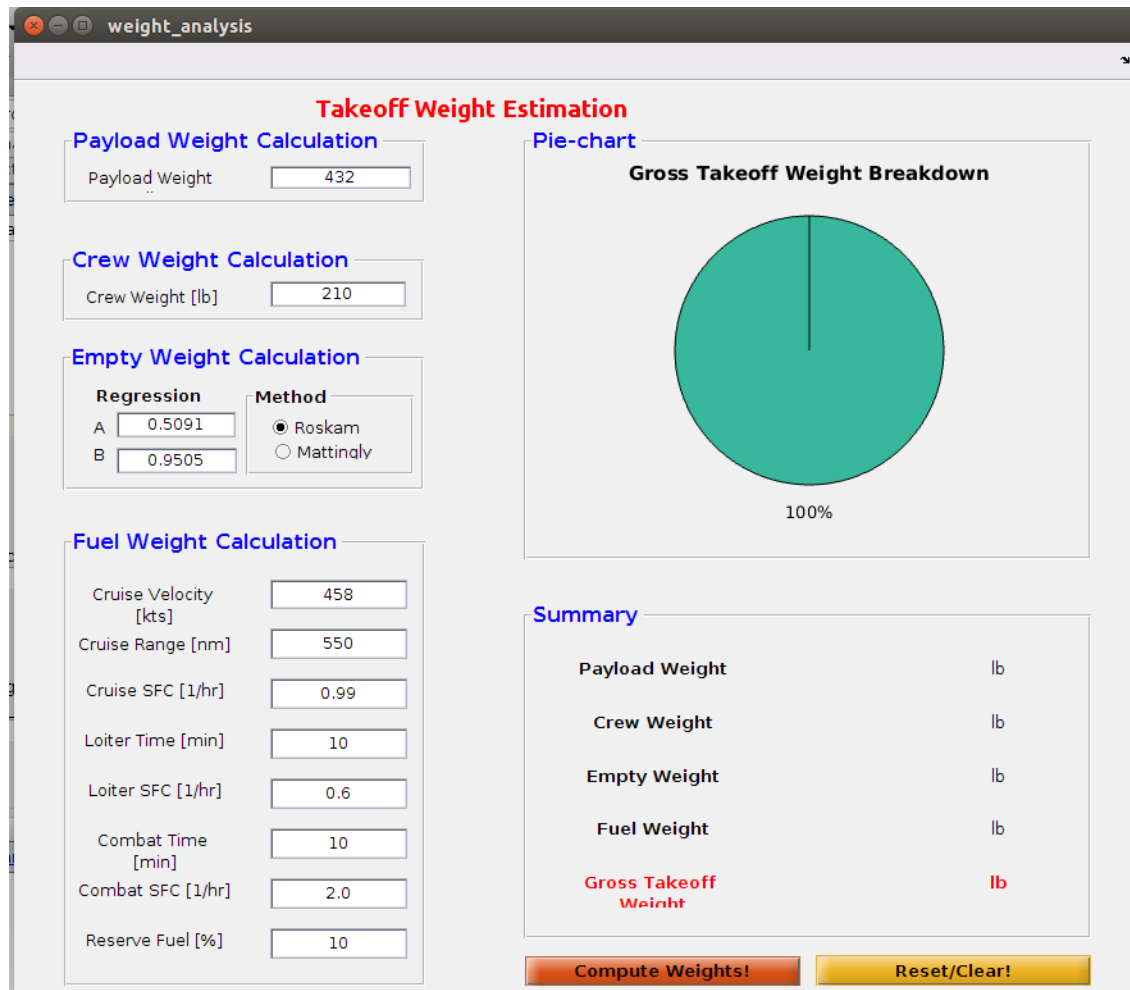 weight_analysis
Takeoff Weight Estimation
Payload Weight Calculation
Payload Weight
432
Crew Weight Calculation
Crew Weight [lb]
210
Empty Weight Calculation
Regression
A
0.5091
B
0.9505
Method
Roskam
Mattingly
Fuel Weight Calculation
Cruise Velocity
[kts]
458
Cruise Range [nm]
550
Cruise SFC [1/hr]
0.99
Loiter Time [min]
10
Loiter SFC [1/hr]
0.6
Combat Time
[min]
10
Combat SFC [1/hr]
2.0
Reserve Fuel [%]
10
Pie-chart
Gross Takeoff Weight Breakdown
100%
Summary
Payload Weight lb
Crew Weight lb
Empty Weight lb
Fuel Weight lb
Gross Takeoff
Weight
lb
Compute Weights!
Reset/Clear!